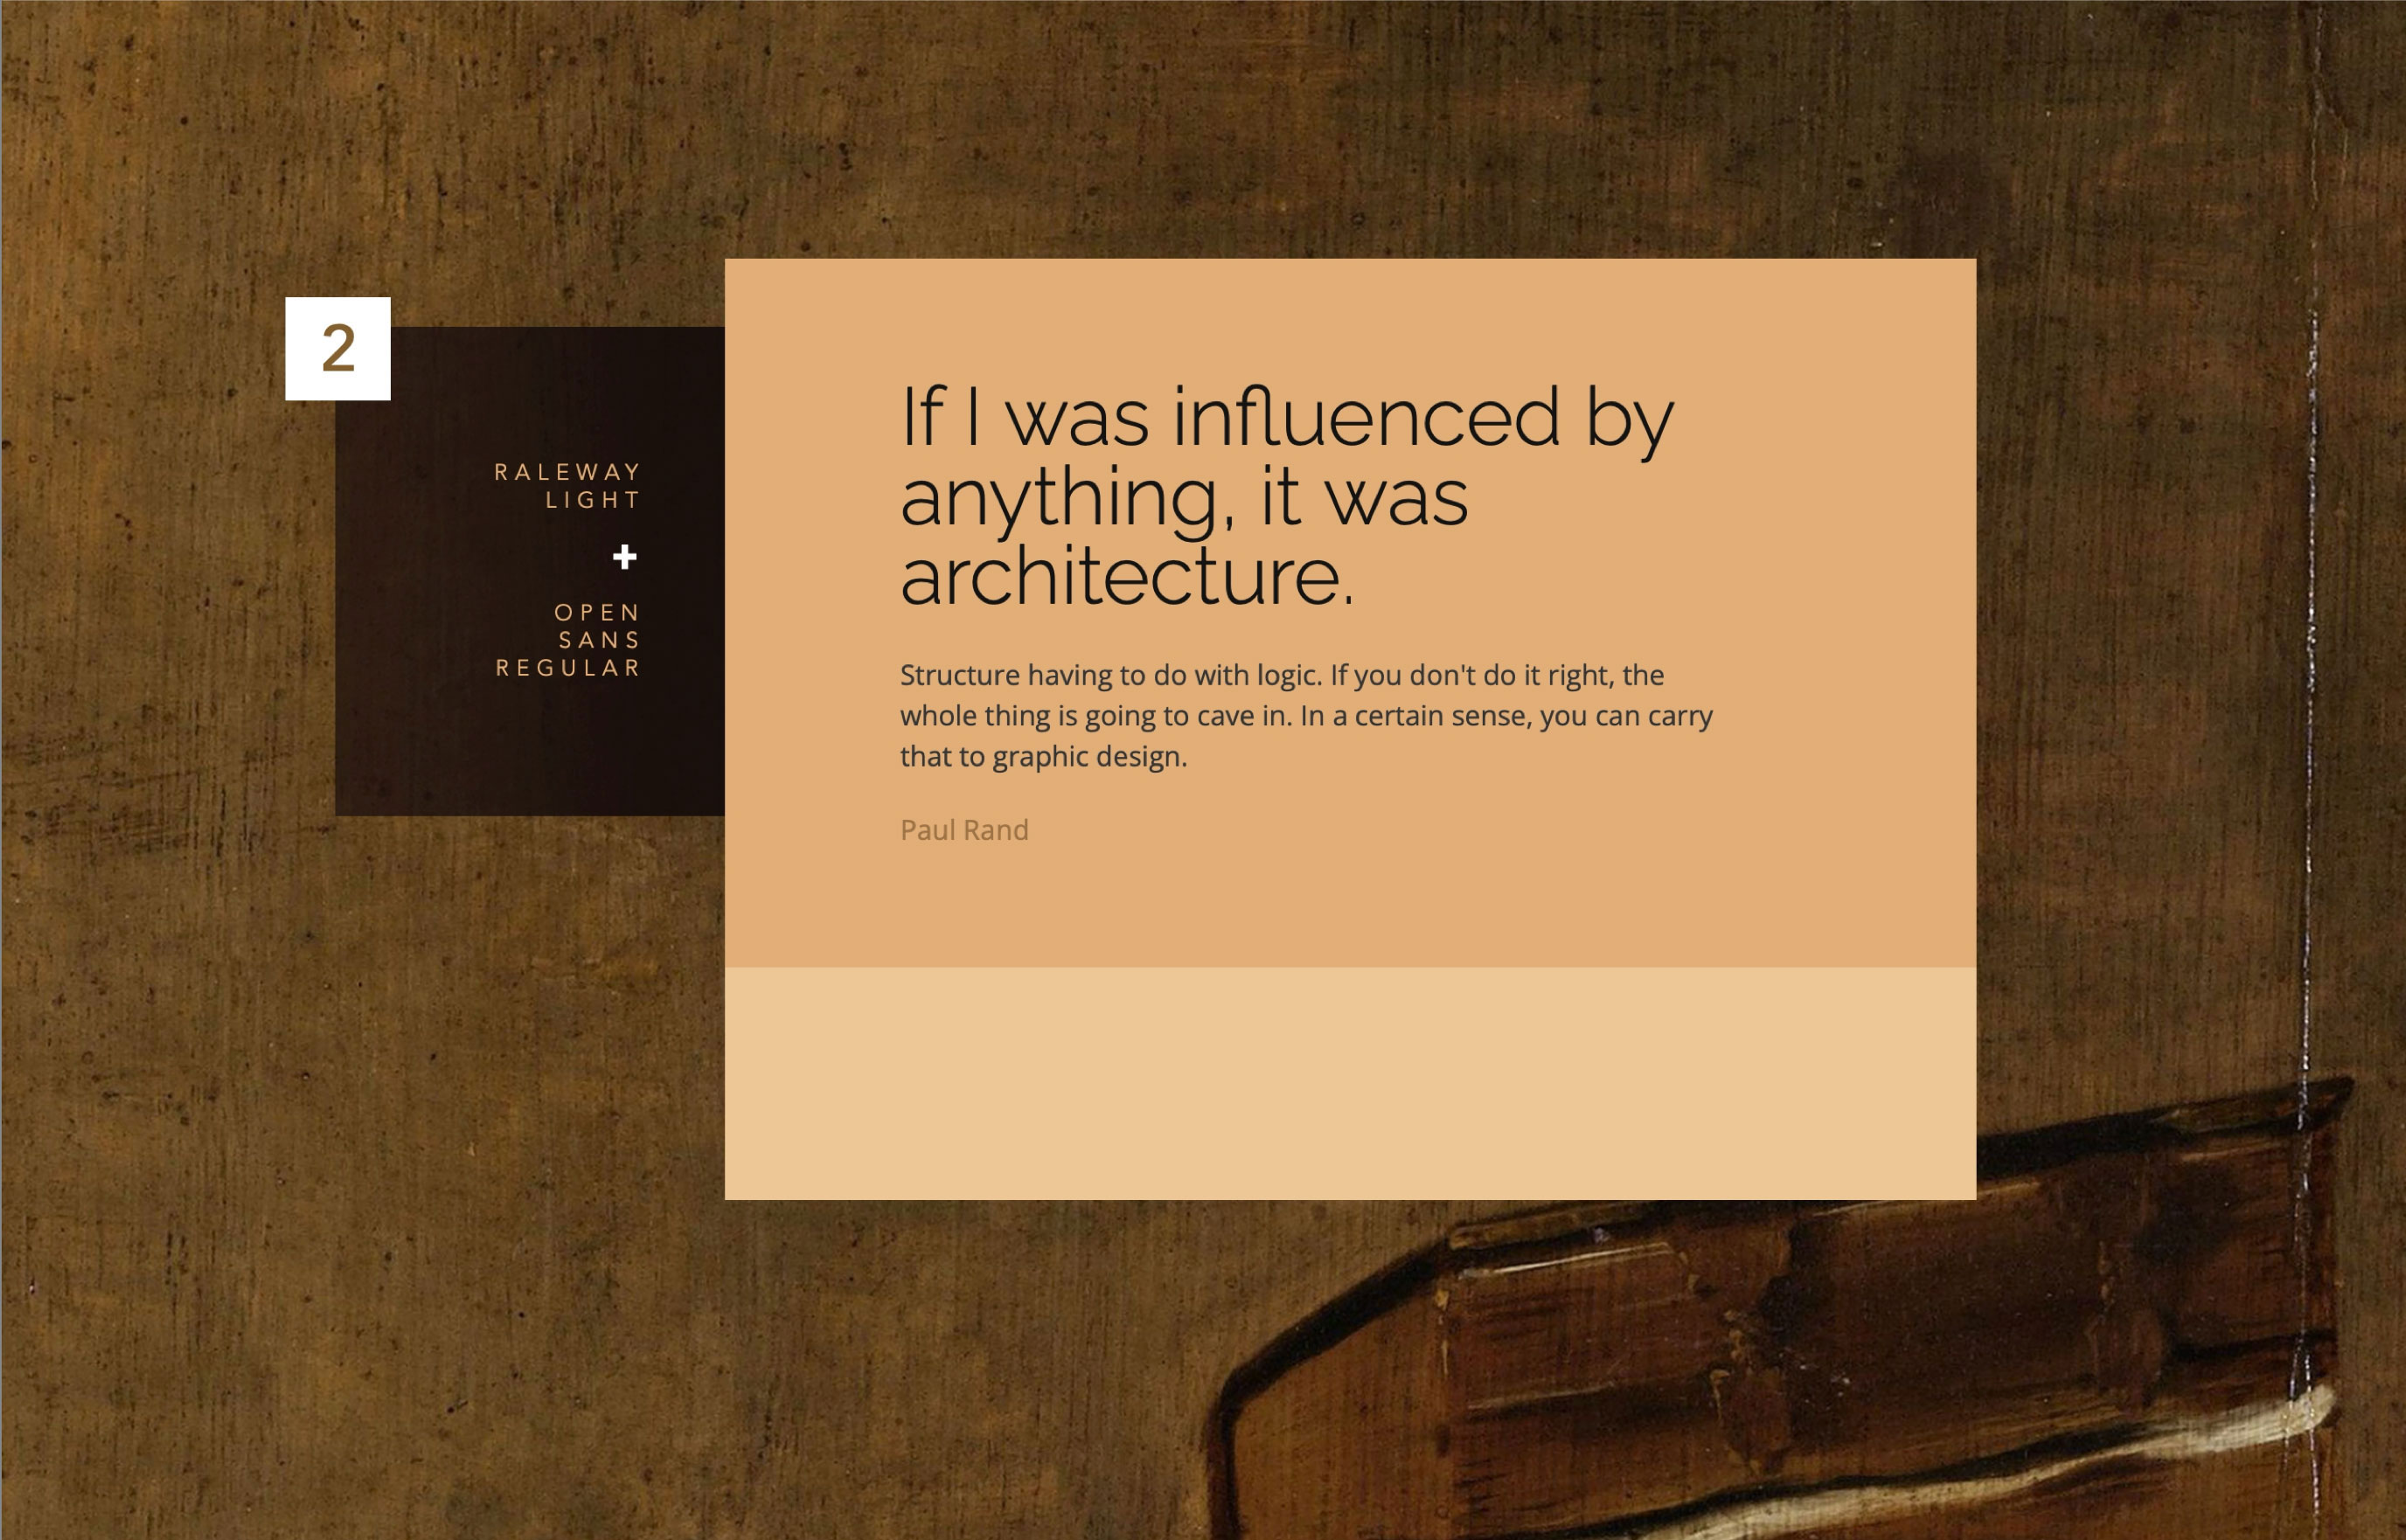 2
RALEWAY
LIGHT
+
OPEN
SANS
REGULAR
If I was influenced by
anything, it was
architecture.
Structure having to do with logic. If you don't do it right, the
whole thing is going to cave in. In a certain sense, you can carry
that to graphic design.
Paul Rand